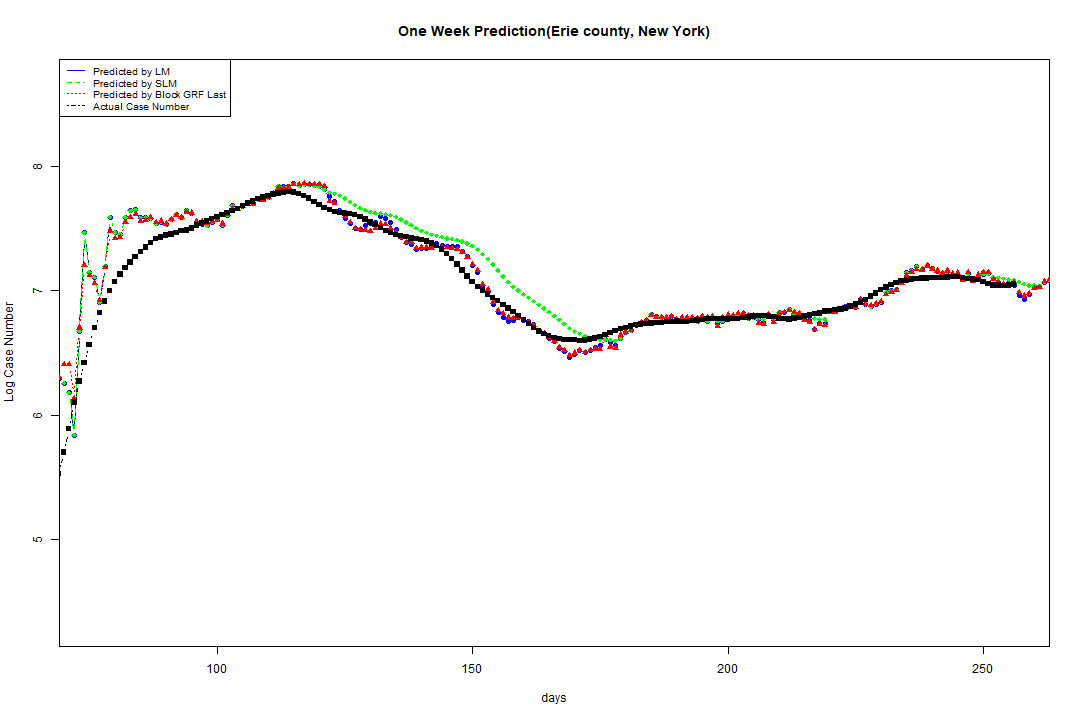 One Week Prediction(Erie county, New York)
Predicted by LM
Predicted by SLM
Predicted by Block GRF Last
Actual Case Number
8
7
6
5
Log Case Number
100
150
200
250
days